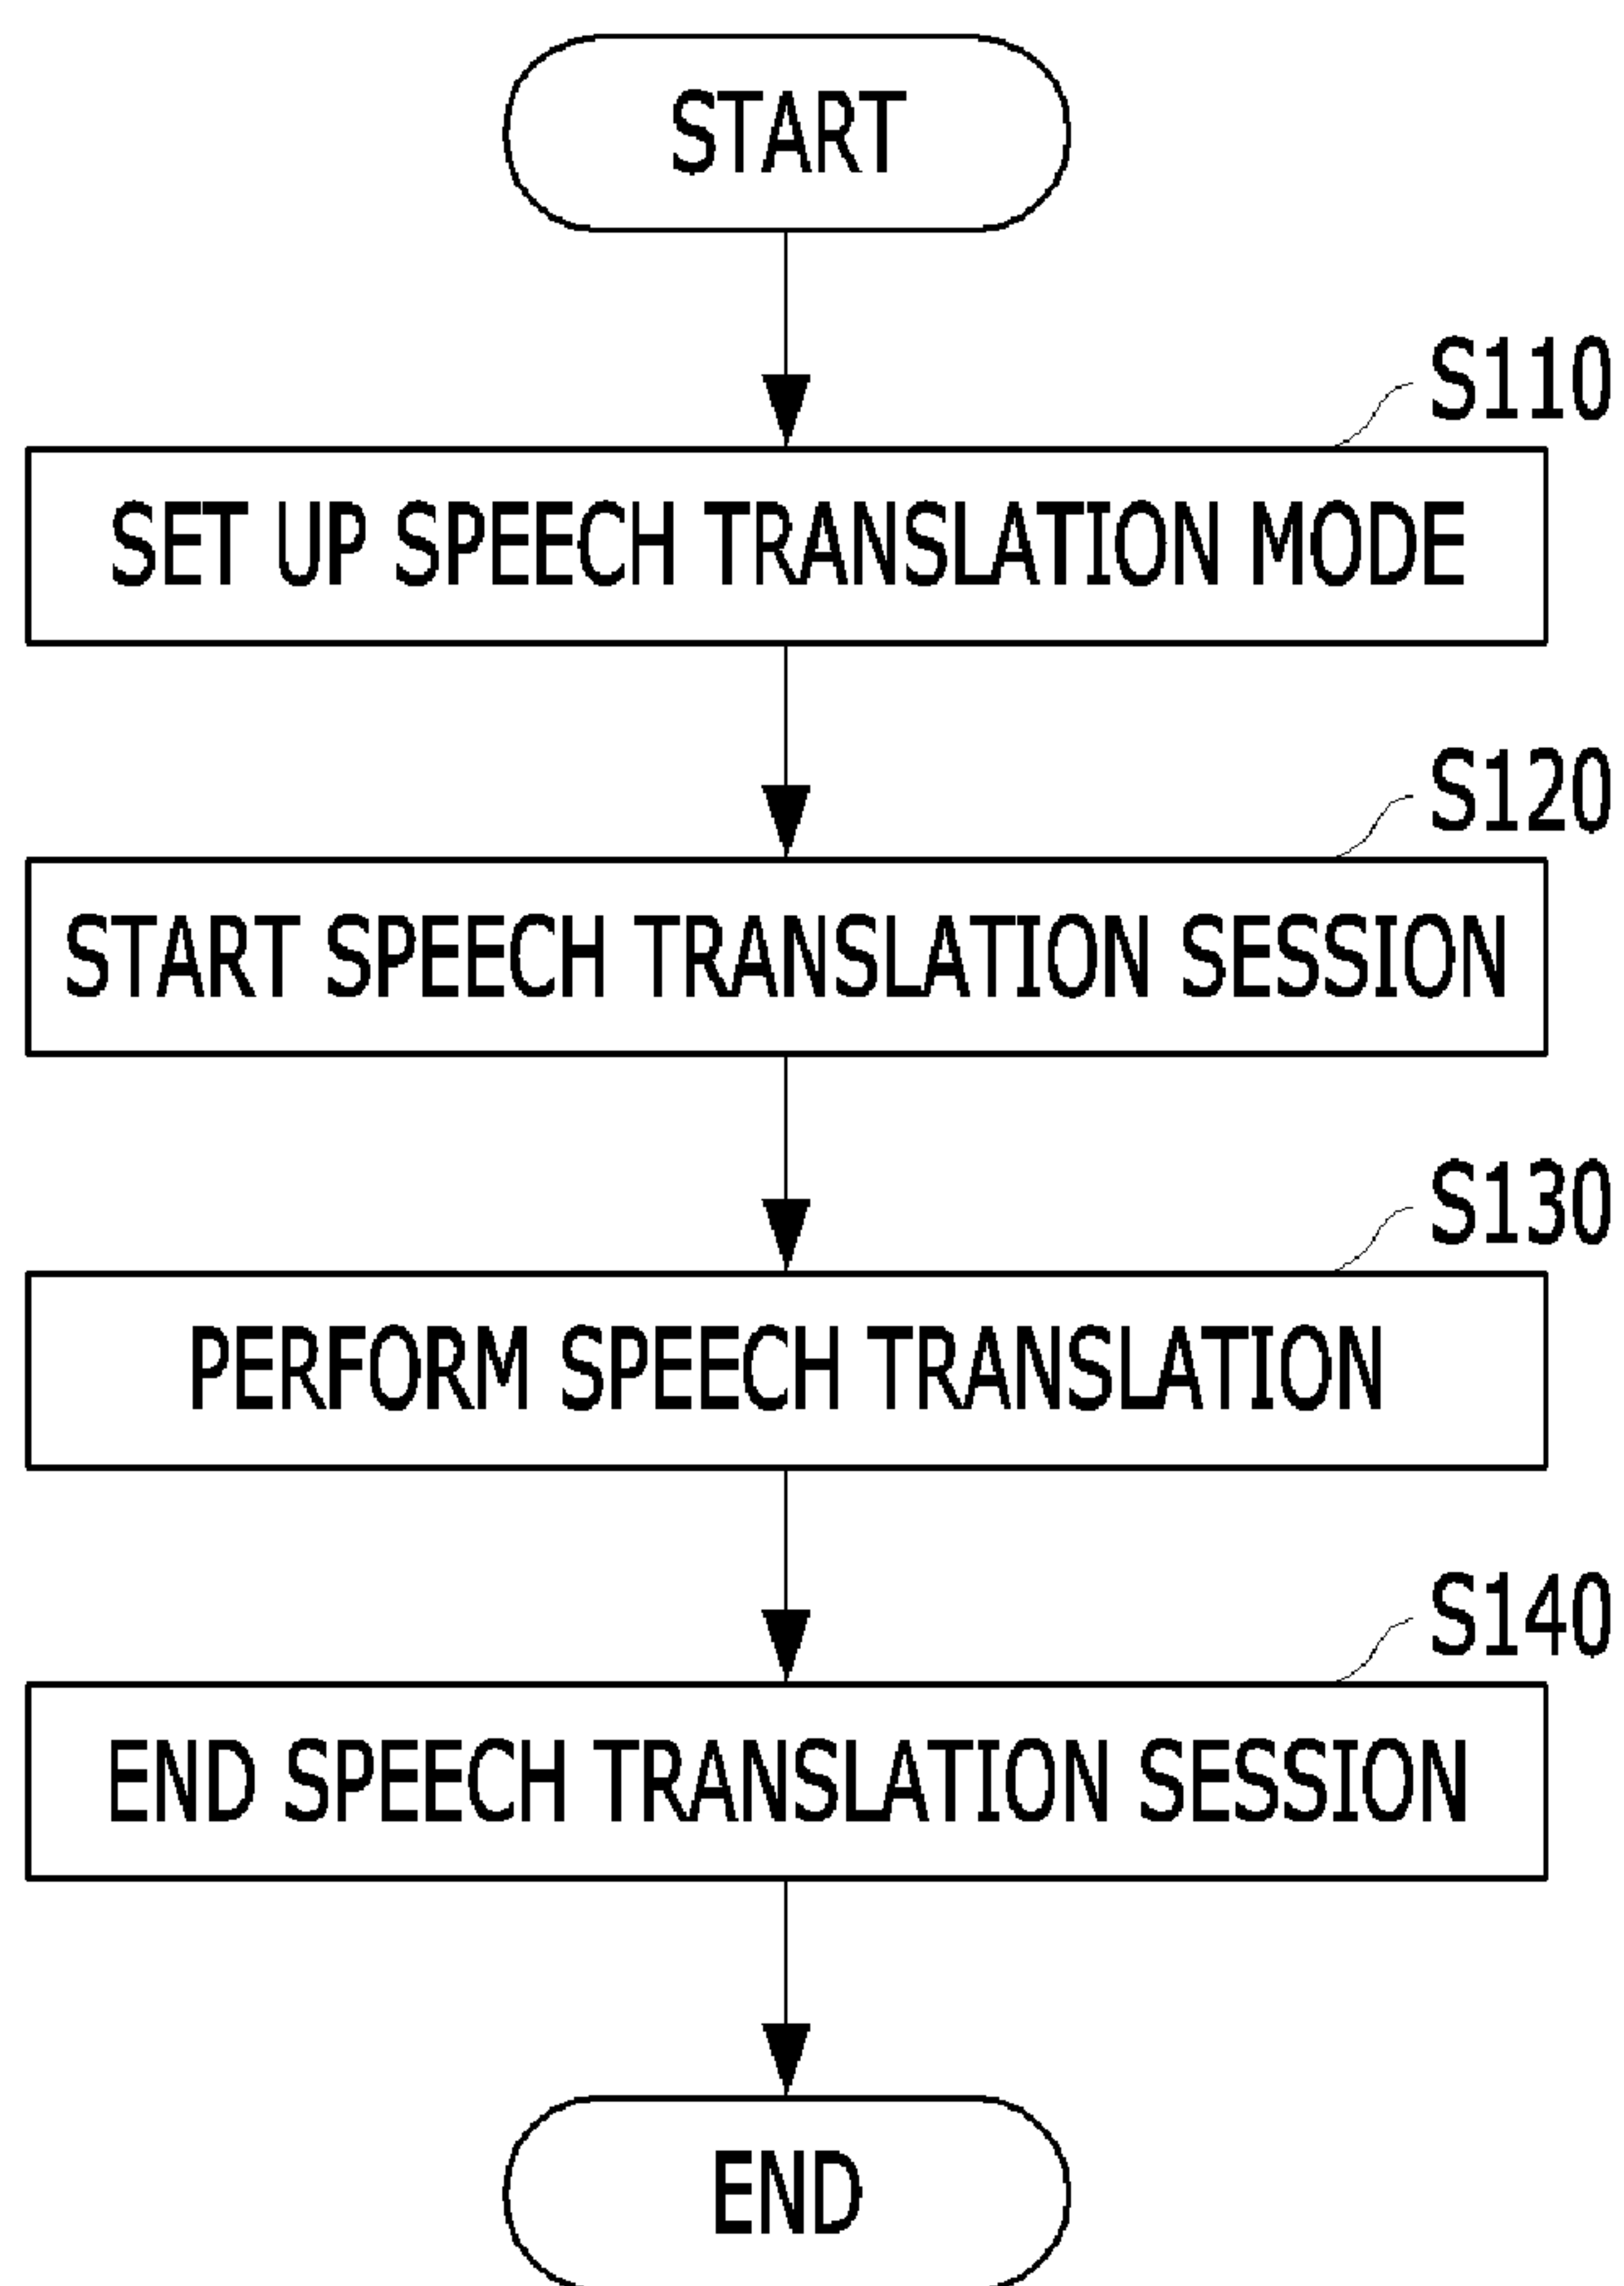 START
S110
SET UP SPEECH TRANSLATION MODE
S120
START SPEECH TRANSLATION SESSION
S130
PERFORM SPEECH TRANSLATION
S140
END SPEECH TRANSLATION SESSION
END